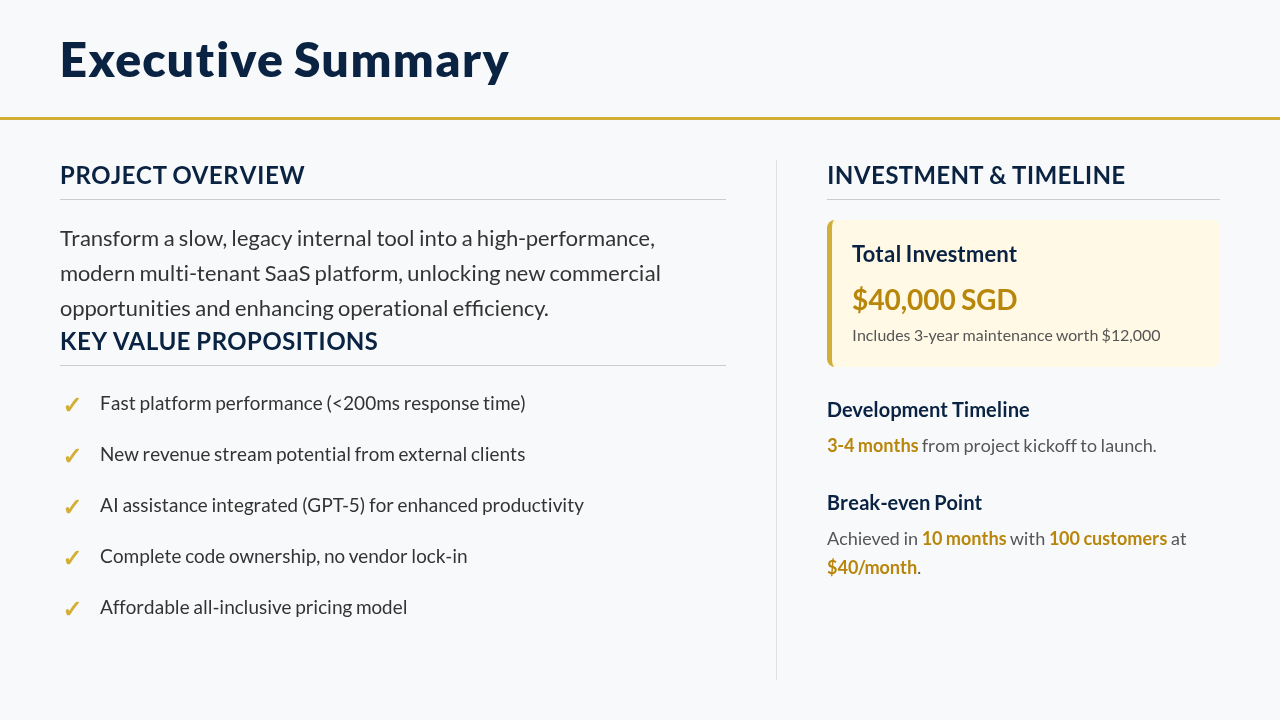 Executive Summary
PROJECT OVERVIEW
Transform a slow, legacy internal tool into a high-performance,
modern multi-tenant SaaS platform, unlocking new commercial
opportunities and enhancing operational efficiency.
KEY VALUE PROPOSITIONS
✓ Fast platform performance (<200ms response time)
✓ New revenue stream potential from external clients
✓ AI assistance integrated (GPT-5) for enhanced productivity
✓ Complete code ownership, no vendor lock-in
✓ Affordable all-inclusive pricing model
INVESTMENT & TIMELINE
Total Investment
$40,000 SGD
Includes 3-year maintenance worth $12,000
Development Timeline
3-4 months from project kickoff to launch.
Break-even Point
Achieved in 10 months with 100 customers at
$40/month.